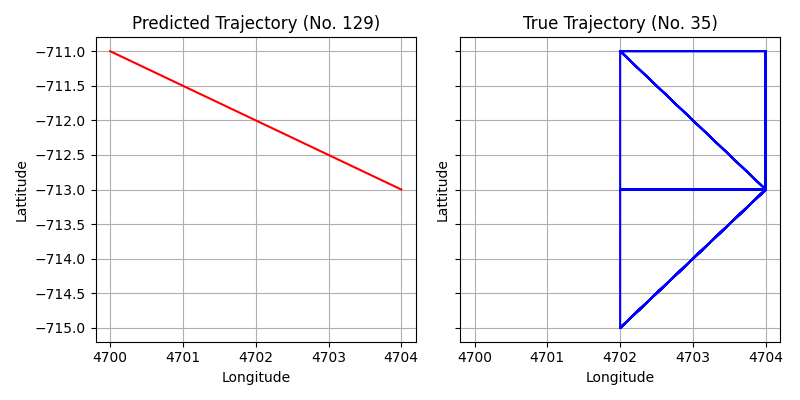 Predicted Trajectory (No. 129)
−711.0
−711.5
−712.0
−712.5
−713.0
−713.5
−714.0
−714.5
−715.0
Lattitude
4700 4701 4702 4703 4704
Longitude
True Trajectory (No. 35)
Lattitude
4700 4701 4702 4703 4704
Longitude